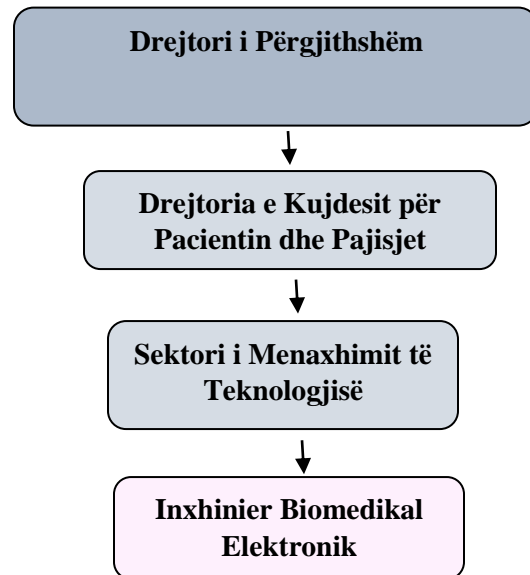 Drejtori i Përgjithshëm
Drejtoria e Kujdesit për
Pacientin dhe Pajisjet
Sektori i Menaxhimit të
Teknologjisë
Inxhinier Biomedikal
Elektronik